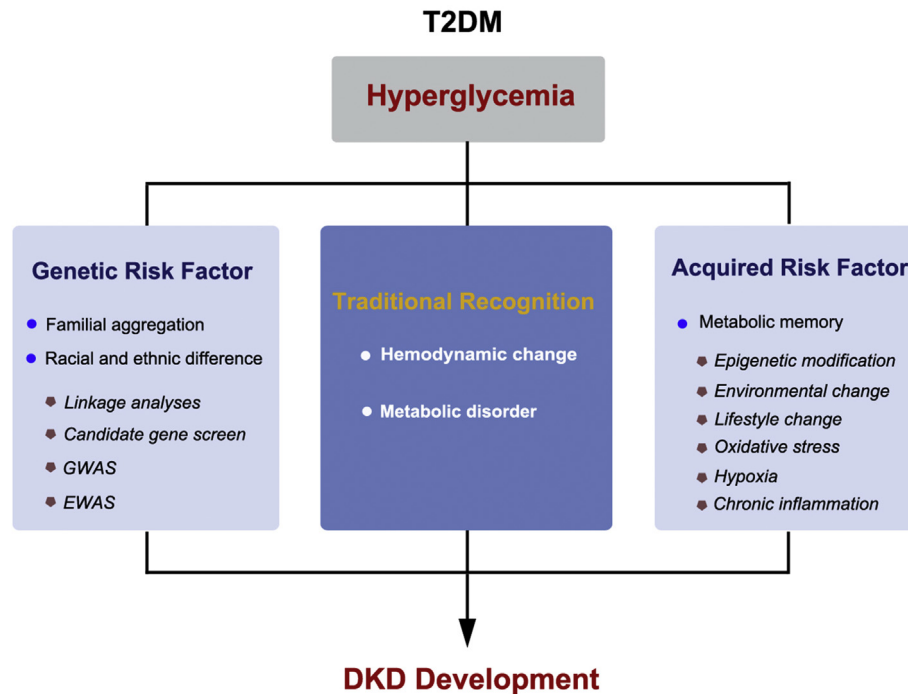 T2DM
Hyperglycemia
Genetic Risk Factor
Familial aggregation
Racial and ethnic difference
Linkage analyses
Candidate gene screen
GWAS
EWAS
Traditional Recognition
Hemodynamic change
Metabolic disorder
Acquired Risk Factor
Metabolic memory
Epigenetic modification
Environmental change
Lifestyle change
Oxidative stress
Hypoxia
Chronic inflammation
DKD Development